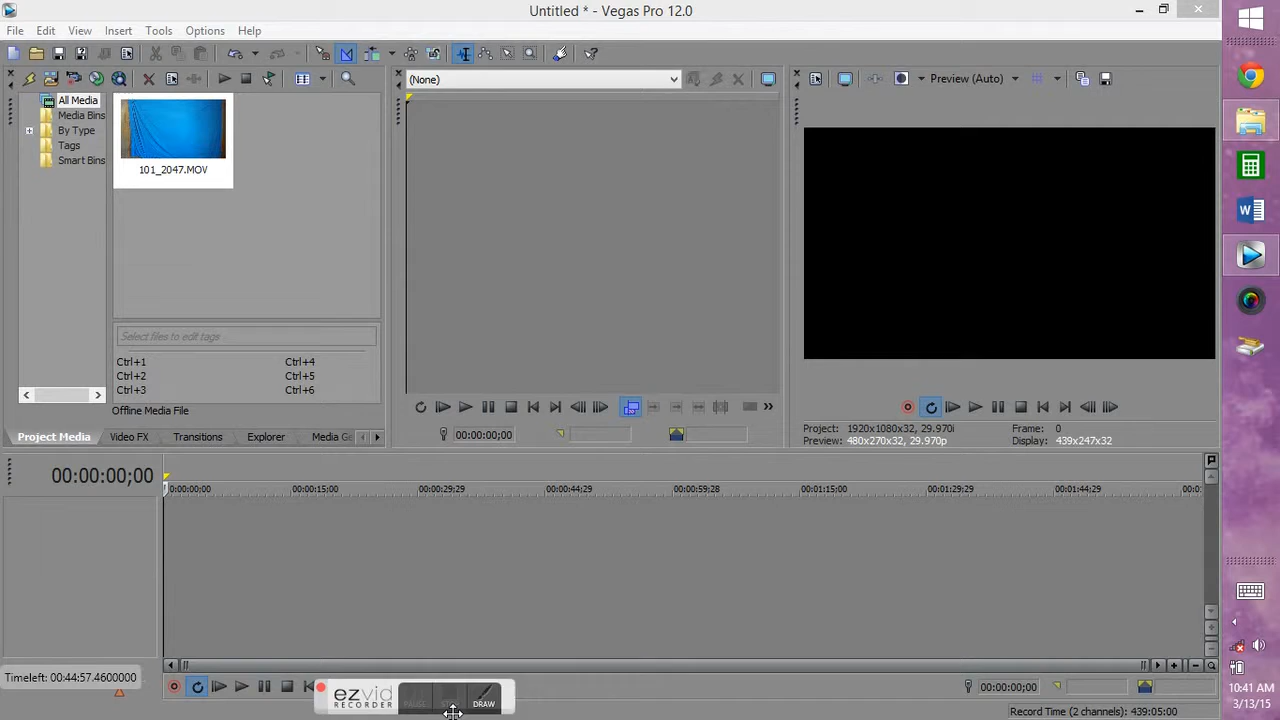 Untitled * - Vegas Pro 12.0
File Edit View Insert Tools Options Help
(None)
Preview (Auto)
All Media
Media Bins
By Type
Tags
Smart Bins
101_2047.MOV
Select files to edit tags
Ctrl+1 Ctrl+4
Ctrl+2 Ctrl+5
Ctrl+3 Ctrl+6
Offline Media File
Project Media Video FX Transitions Explorer Media Ge
00:00:00;00
Project: 1920x1080x32, 29.970i Frame: 0
Preview: 480x270x32, 29.970p Display: 439x247x32
00:00:00;00
0:00:00:00 00:00:15;00 00:00:29;29 00:00:44;29 00:00:59;28 00:01:15;00 00:01:29;29 00:01:44;29 00:0
Timeleft: 00:44:57.4600000
ezvid
RECORDER
PAUSE
DRAW
00:00:00;00
Record Time (2 channels): 439:05:00
10:41 AM
3/13/15